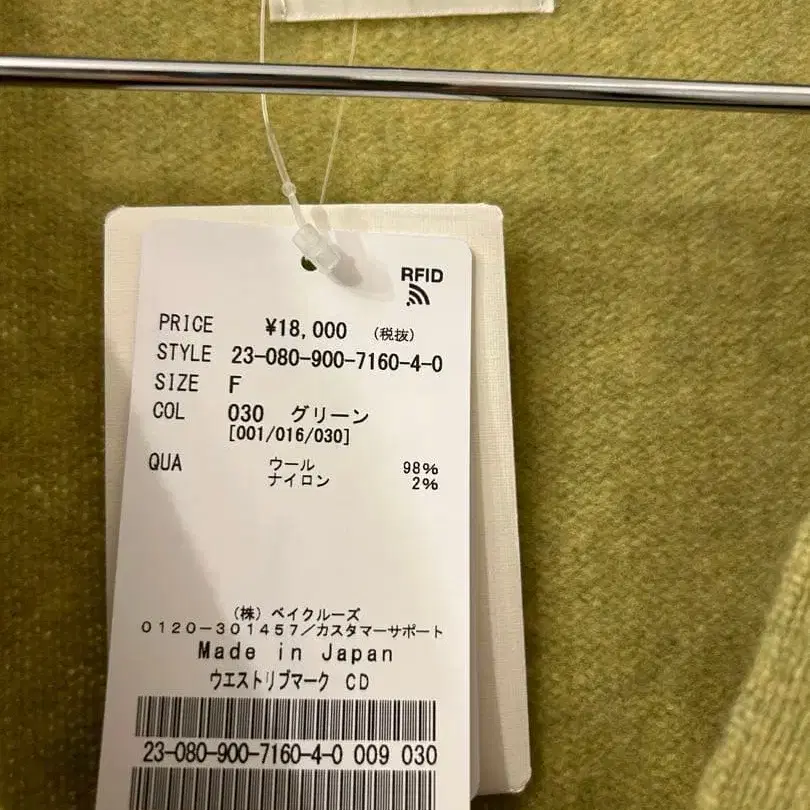 RFID
PRICE ¥18,000 (税抜)
STYLE 23-080-900-7160-4-0
SIZE F
COL 030 グリーン
[001/016/030]
QUA ウール 98%
ナイロン 2%
(株) ベイクルーズ
0120-301457/カスタマーサポート
Made in Japan
ウエストリブマーク CD
23-080-900-7160-4-0 009 030